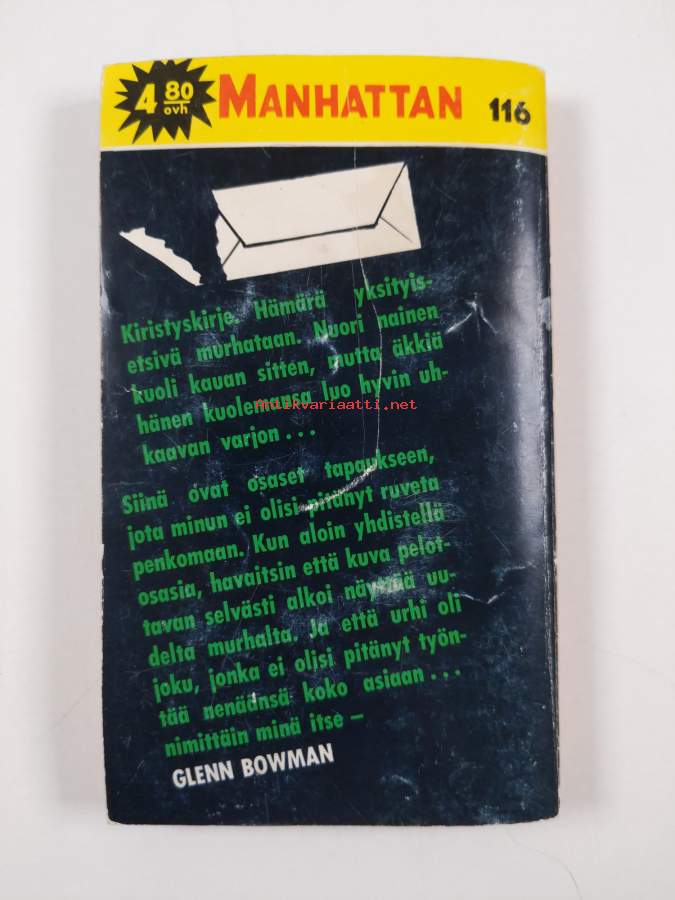 4 80 ovh MANHATTAN 116
Kiristyskirje. Hämärä yksityis-
etsivä murhataan. Nuori nainen
kuoli kauan sitten, mutta äkkiä
hänen kuolemansa luo hyvin uh-
kaavan varjon...
Antikvariaatti.net
Siinä ovat osaset tapaukseen,
jota minun ei olisi pitänyt ruveta
penkomaan. Kun aloin yhdistellä
osasia, havaitsin että kuva pelot-
tavan selvästi alkoi näyttää uu-
delta murhalta. Ja että urhi oli
joku, jonka ei olisi pitänyt työn-
tää nenäänsä koko asiaan...
nimittäin minä itse –
GLENN BOWMAN